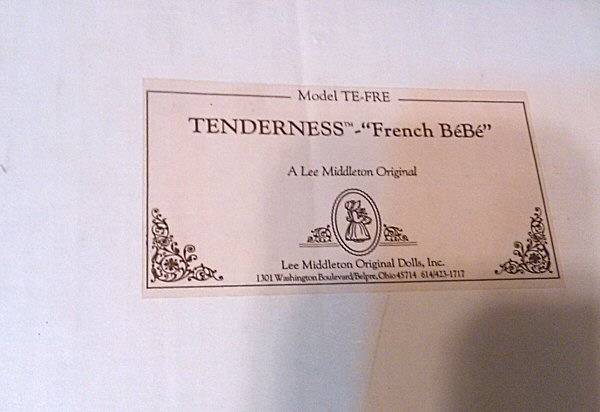 Model TE-FRE
TENDERNESS™-“French BéBé”
A Lee Middleton Original
Lee Middleton Original Dolls, Inc.
1301 Washington Boulevard/Belpre, Ohio 45714 614/423-1717